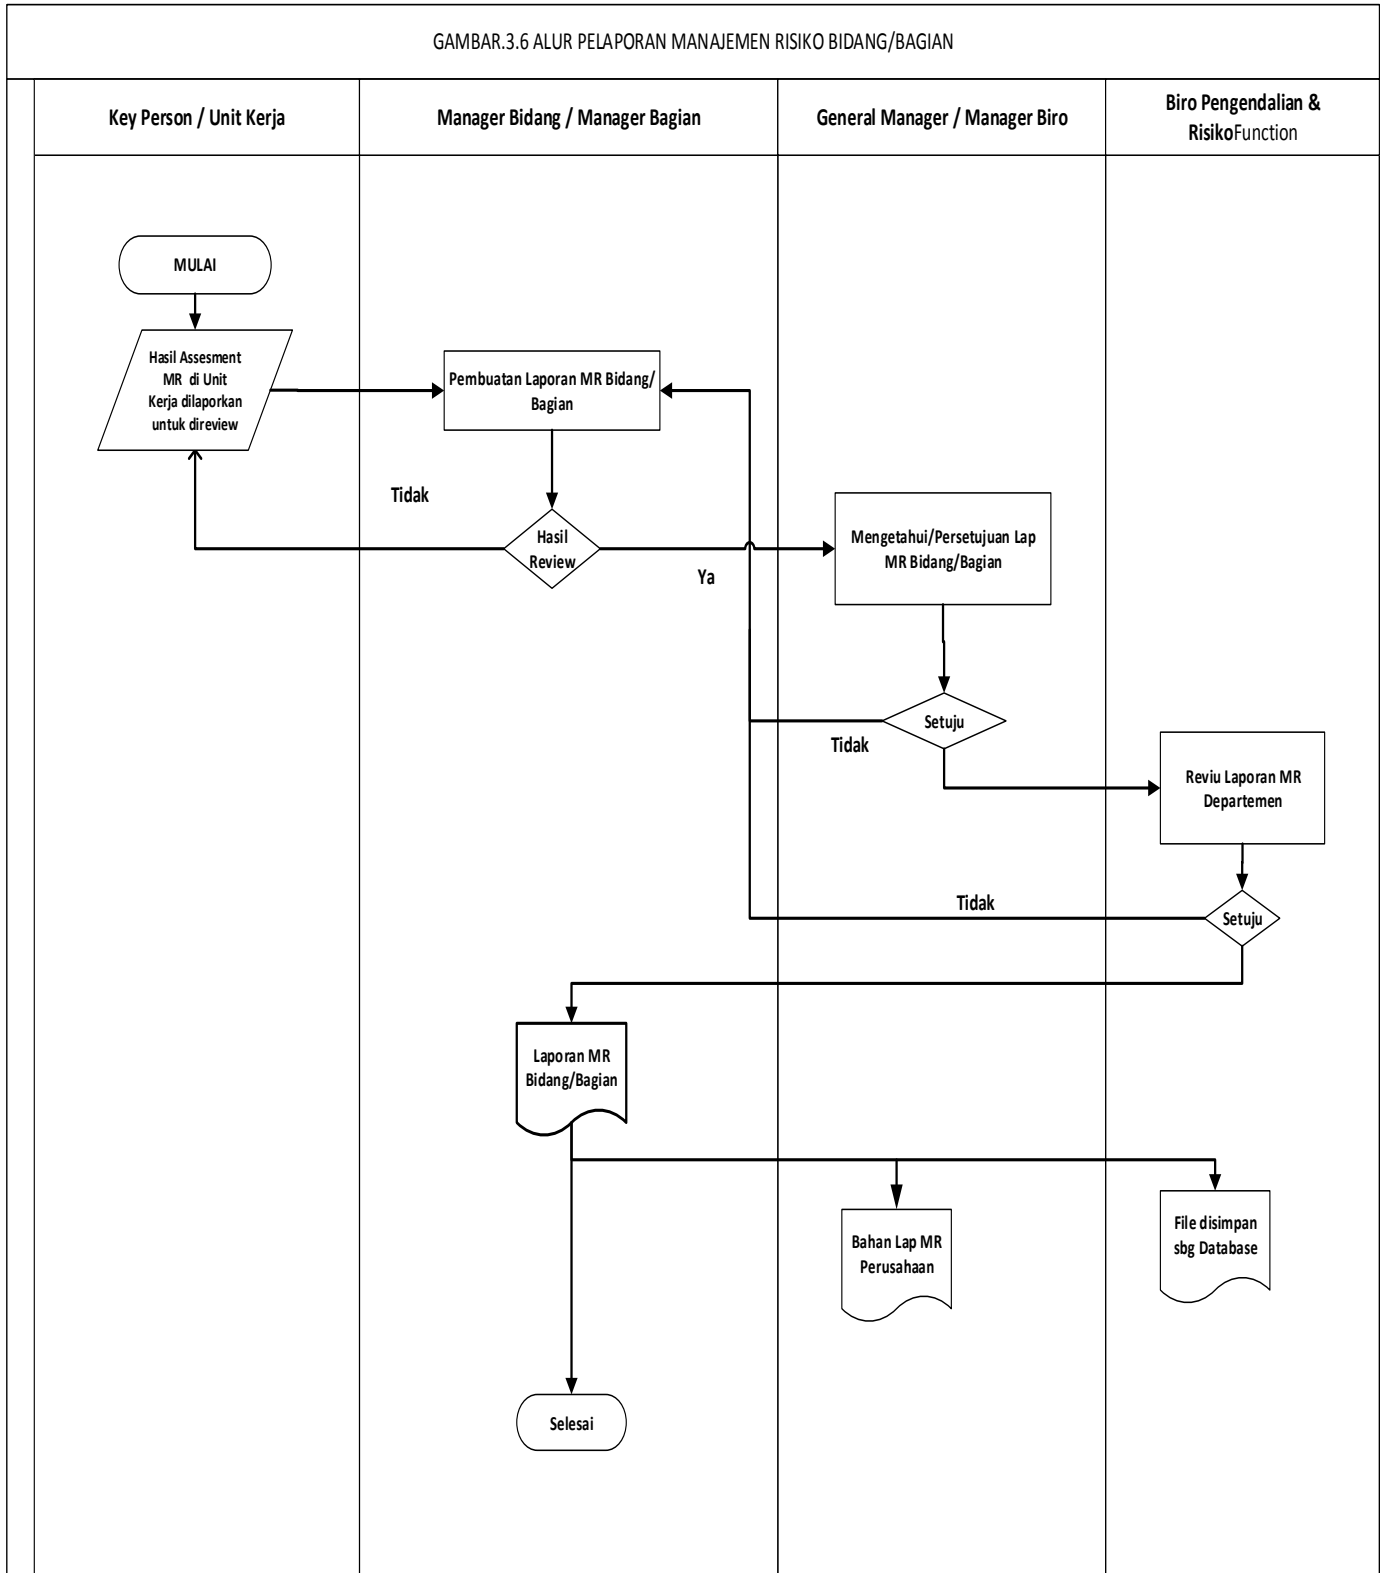 GAMBAR.3.6 ALUR PELAPORAN MANAJEMEN RISIKO BIDANG/BAGIAN
Key Person / Unit Kerja
Manager Bidang / Manager Bagian
General Manager / Manager Biro
Biro Pengendalian &
RisikoFunction
MULAI
Hasil Assesment
MR di Unit
Kerja dilaporkan
untuk direview
Pembuatan Laporan MR Bidang/
Bagian
Tidak
Hasil
Review
Ya
Mengetahui/Persetujuan Lap
MR Bidang/Bagian
Setuju
Tidak
Reviu Laporan MR
Departemen
Tidak
Setuju
Laporan MR
Bidang/Bagian
Bahan Lap MR
Perusahaan
File disimpan
sbg Database
Selesai